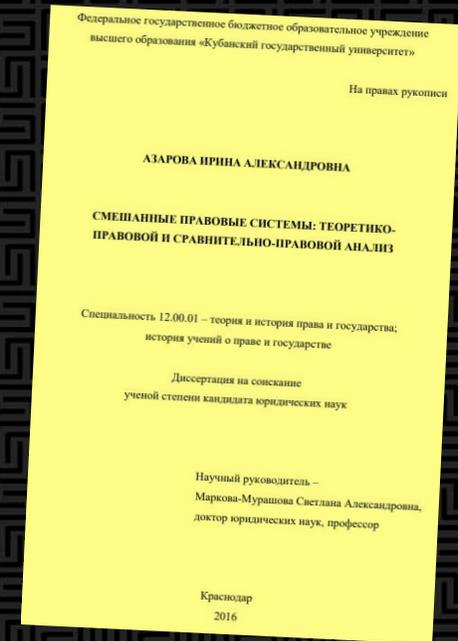 Федеральное государственное бюджетное образовательное учреждение
высшего образования «Кубанский государственный университет»
На правах рукописи
АЗАРОВА ИРИНА АЛЕКСАНДРОВНА
СМЕШАННЫЕ ПРАВОВЫЕ СИСТЕМЫ: ТЕОРЕТИКО-
ПРАВОВОЙ И СРАВНИТЕЛЬНО-ПРАВОВОЙ АНАЛИЗ
Специальность 12.00.01 – теория и история права и государства;
история учений о праве и государстве
Диссертация на соискание
ученой степени кандидата юридических наук
Научный руководитель –
Маркова-Мурашова Светлана Александровна,
доктор юридических наук, профессор
Краснодар
2016